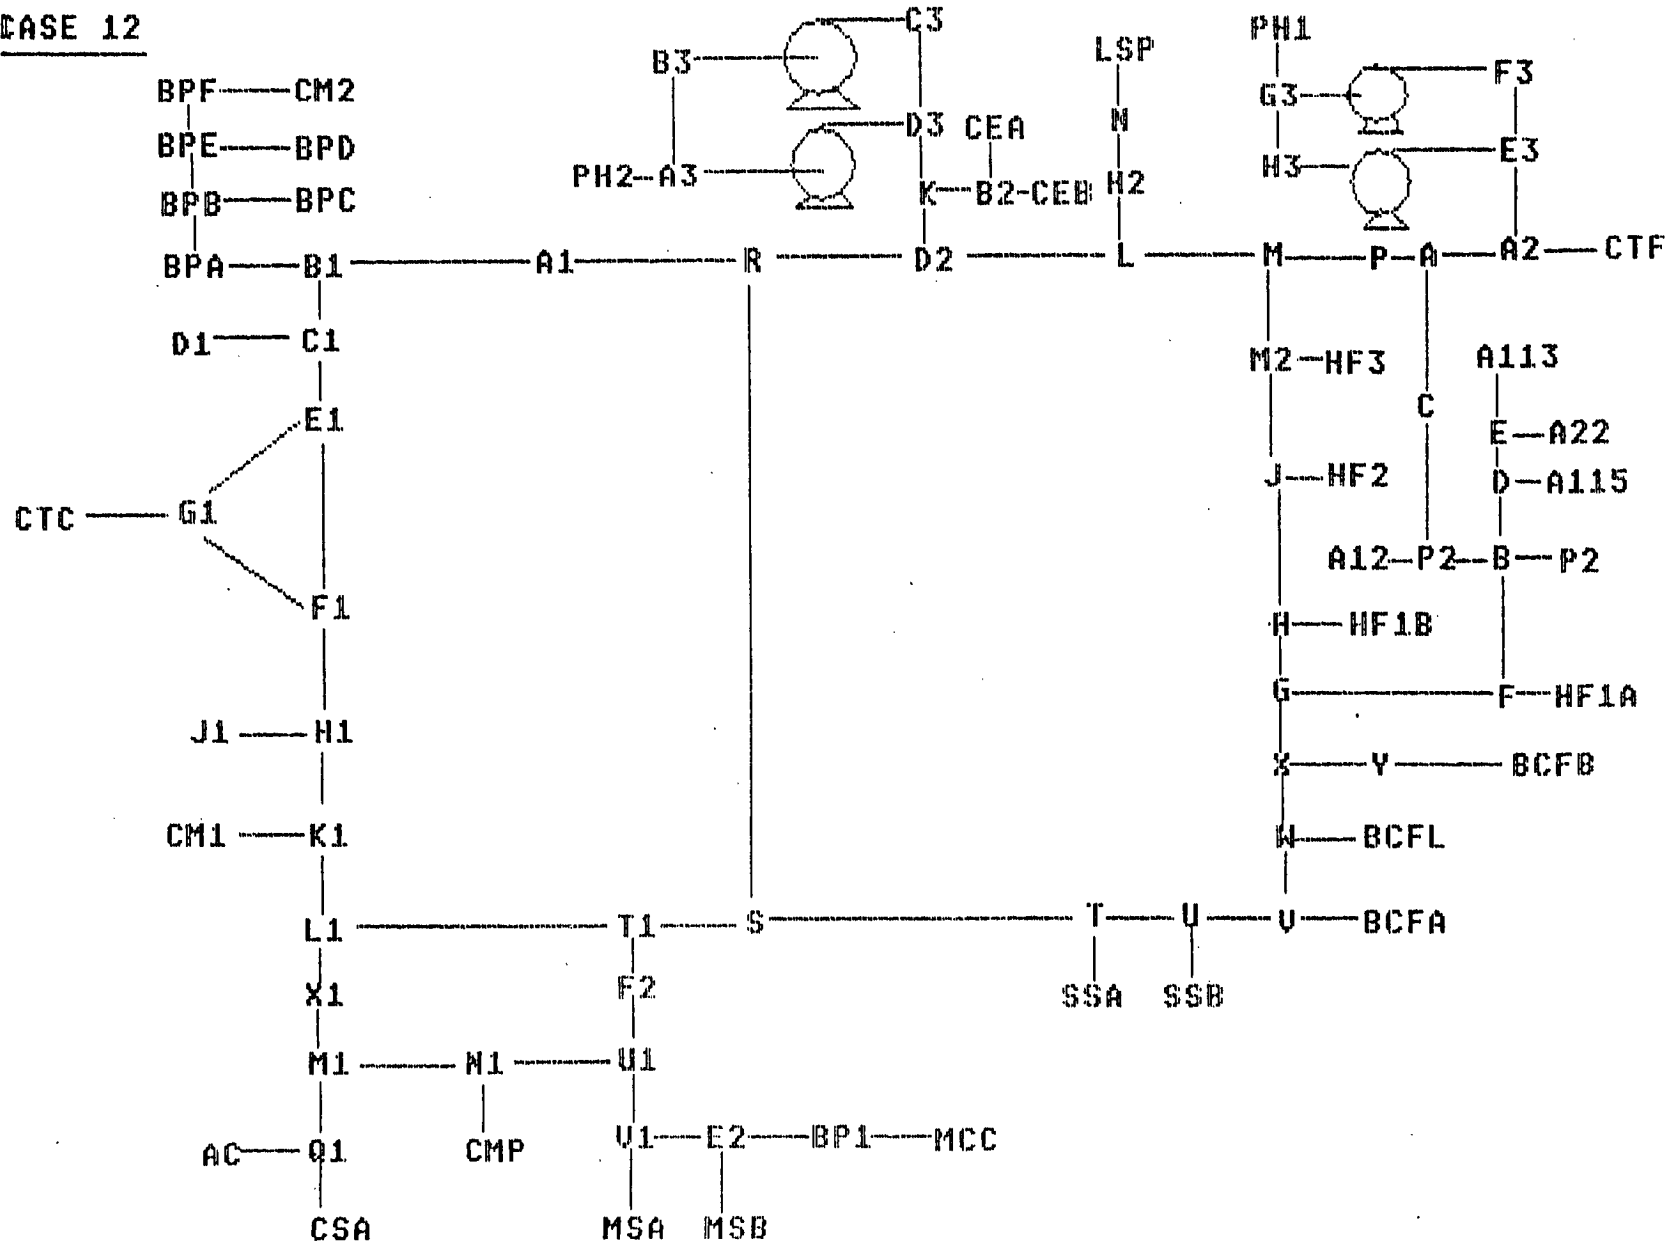 CASE 12
C3
PH1
B3 LSP
BPF CM2 G3 F3
N
BPE BPD D3 CEA E3
PH2 A3 H2 H3
BPB BPC K B2 CEB
BPA B1 A1 R D2 L M P A A2 CTF
D1 C1
M2 HF3 A113
C
E1 E A22
J HF2 D A115
CTC G1
A12 P2 B P2
F1 H HF1B
G F HF1A
J1 H1
X Y BCFB
CM1 K1 W BCFL
L1 T1 S T U V BCFA
X1 F2 SSA SSB
M1 N1 U1
AC Q1 CMP V1 E2 BP1 MCC
CSA MSA MSB